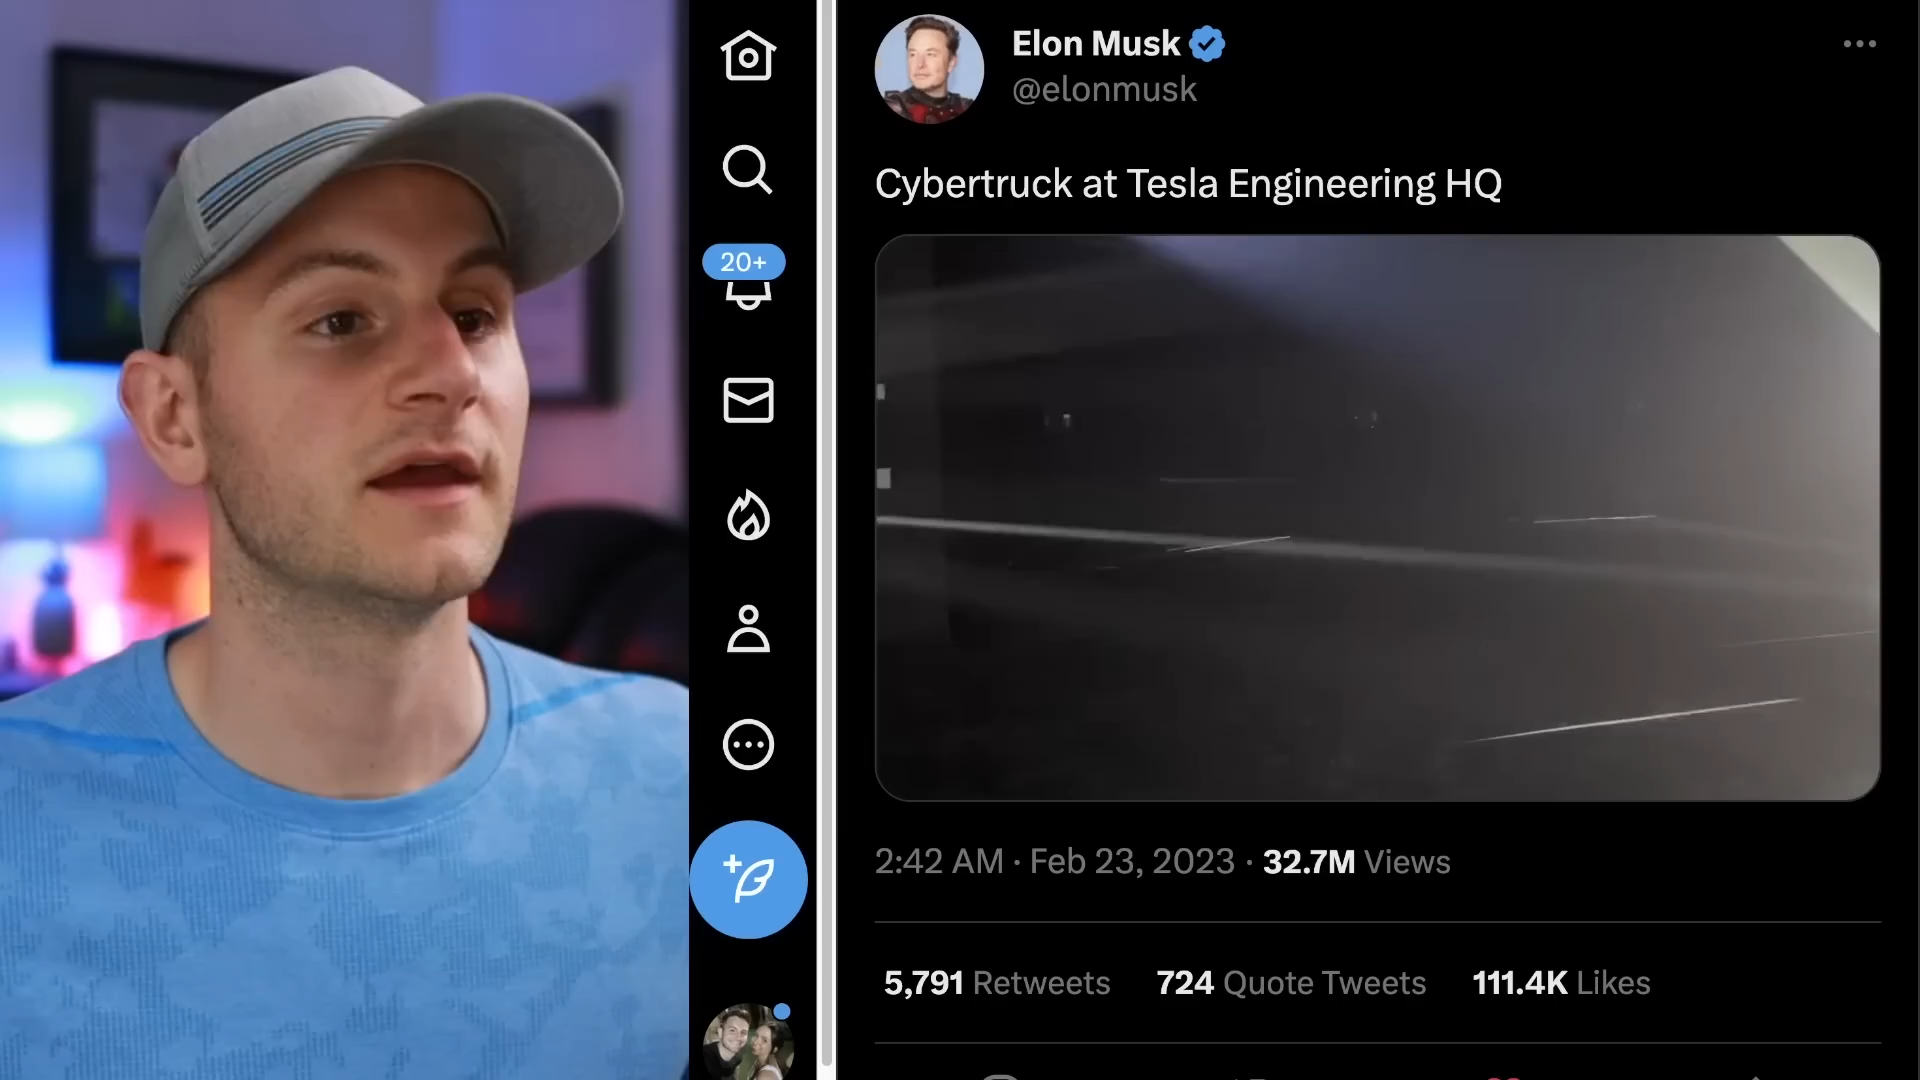 20+
Elon Musk
@elonmusk
Cybertruck at Tesla Engineering HQ
2:42 AM · Feb 23, 2023 · 32.7M Views
5,791 Retweets 724 Quote Tweets 111.4K Likes